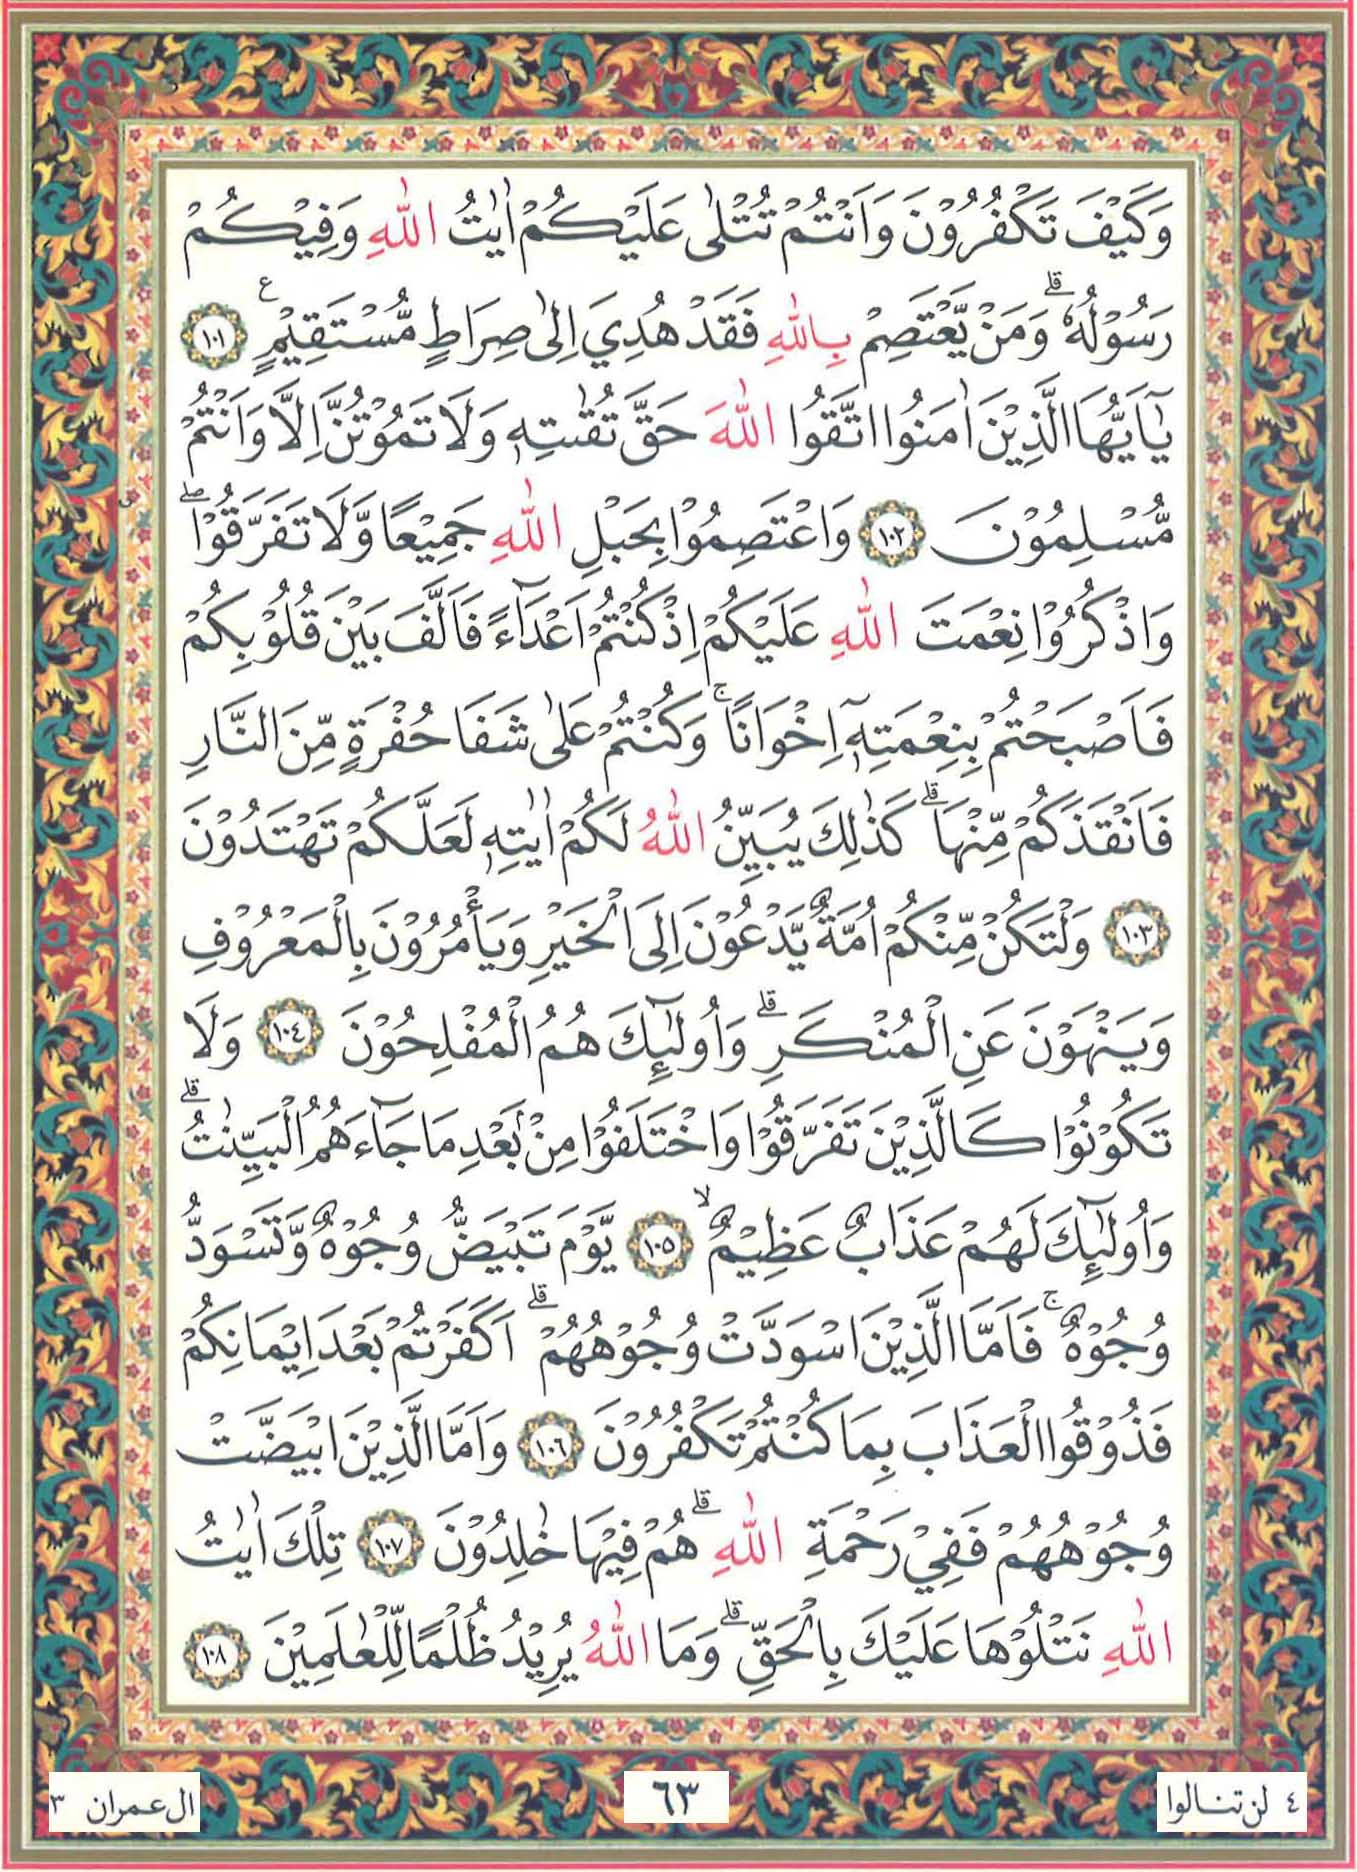 وَكَيْفَ تَكْفُرُوْنَ وَاَنْتُمْ تُتْلٰى عَلَيْكُمْ اٰيٰتُ اللّٰهِ وَفِيْكُمْ
رَسُوْلُهٗ ۗ وَمَنْ يَّعْتَصِمْ بِاللّٰهِ فَقَدْ هُدِيَ اِلٰى صِرَاطٍ مُّسْتَقِيْمٍ ࣖ ١٠١
يٰٓاَيُّهَا الَّذِيْنَ اٰمَنُوا اتَّقُوا اللّٰهَ حَقَّ تُقٰىتِهٖ وَلَا تَمُوْتُنَّ اِلَّا وَاَنْتُمْ
مُّسْلِمُوْنَ ١٠٢ وَاعْتَصِمُوْا بِحَبْلِ اللّٰهِ جَمِيْعًا وَّلَا تَفَرَّقُوْا ۖ
وَاذْكُرُوْا نِعْمَتَ اللّٰهِ عَلَيْكُمْ اِذْ كُنْتُمْ اَعْدَاۤءً فَاَلَّفَ بَيْنَ قُلُوْبِكُمْ
فَاَصْبَحْتُمْ بِنِعْمَتِهٖٓ اِخْوَانًا ۚ وَكُنْتُمْ عَلٰى شَفَا حُفْرَةٍ مِّنَ النَّارِ
فَاَنْقَذَكُمْ مِّنْهَا ۗ كَذٰلِكَ يُبَيِّنُ اللّٰهُ لَكُمْ اٰيٰتِهٖ لَعَلَّكُمْ تَهْتَدُوْنَ
١٠٣ وَلْتَكُنْ مِّنْكُمْ اُمَّةٌ يَّدْعُوْنَ اِلَى الْخَيْرِ وَيَأْمُرُوْنَ بِالْمَعْرُوْفِ
وَيَنْهَوْنَ عَنِ الْمُنْكَرِ ۗ وَاُولٰۤىِٕكَ هُمُ الْمُفْلِحُوْنَ ١٠٤ وَلَا
تَكُوْنُوْا كَالَّذِيْنَ تَفَرَّقُوْا وَاخْتَلَفُوْا مِنْۢ بَعْدِ مَا جَاۤءَهُمُ الْبَيِّنٰتُ ۗ
وَاُولٰۤىِٕكَ لَهُمْ عَذَابٌ عَظِيْمٌ ۙ ١٠٥ يَّوْمَ تَبْيَضُّ وُجُوْهٌ وَّتَسْوَدُّ
وُجُوْهٌ ۚ فَاَمَّا الَّذِيْنَ اسْوَدَّتْ وُجُوْهُهُمْ ۗ اَكَفَرْتُمْ بَعْدَ اِيْمَانِكُمْ
فَذُوْقُوا الْعَذَابَ بِمَا كُنْتُمْ تَكْفُرُوْنَ ١٠٦ وَاَمَّا الَّذِيْنَ ابْيَضَّتْ
وُجُوْهُهُمْ فَفِيْ رَحْمَةِ اللّٰهِ ۗ هُمْ فِيْهَا خٰلِدُوْنَ ١٠٧ تِلْكَ اٰيٰتُ
اللّٰهِ نَتْلُوْهَا عَلَيْكَ بِالْحَقِّ ۗ وَمَا اللّٰهُ يُرِيْدُ ظُلْمًا لِّلْعٰلَمِيْنَ ١٠٨
٤ لن تنالوا
٦٣
ال عمران ٣